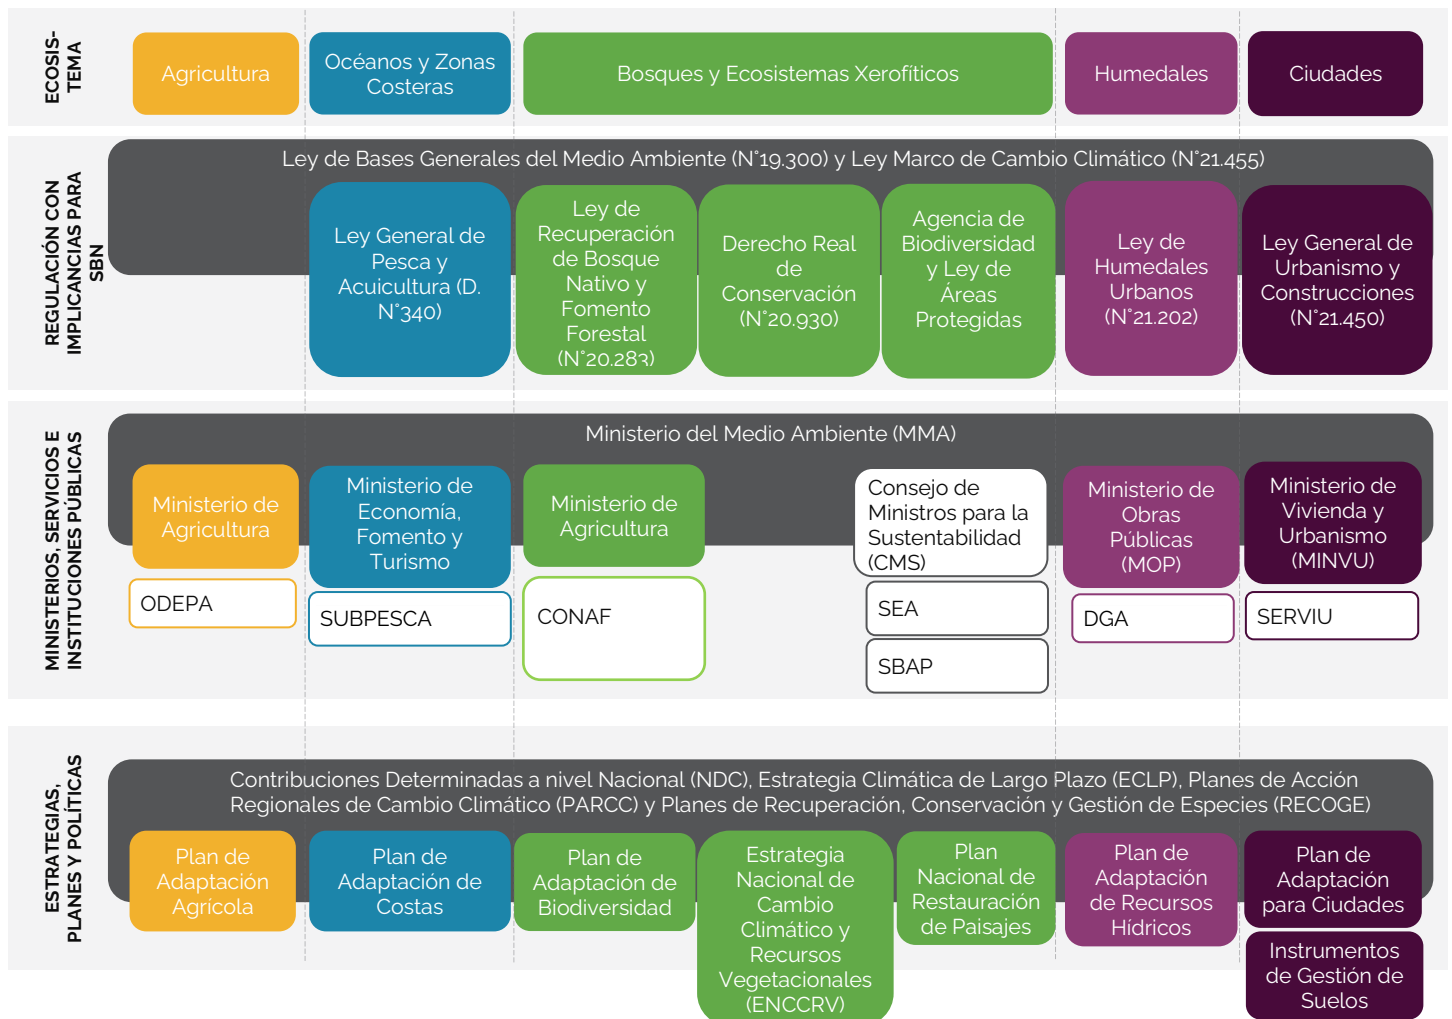 ECOSIS-
TEMA
Agricultura
Océanos y Zonas
Costeras
Bosques y Ecosistemas Xerofíticos
Humedales
Ciudades
REGULACIÓN CON
IMPLICANCIAS PARA
SBN
Ley de Bases Generales del Medio Ambiente (N°19.300) y Ley Marco de Cambio Climático (N°21.455)
Ley General de
Pesca y
Acuicultura (D.
N°340)
Ley de
Recuperación
de Bosque
Nativo y
Fomento
Forestal
(N°20.283)
Derecho Real
de
Conservación
(N°20.930)
Agencia de
Biodiversidad
y Ley de
Áreas
Protegidas
Ley de
Humedales
Urbanos
(N°21.202)
Ley General de
Urbanismo y
Construcciones
(N°21.450)
MINISTERIOS, SERVICIOS E
INSTITUCIONES PÚBLICAS
Ministerio del Medio Ambiente (MMA)
Ministerio de
Agricultura
ODEPA
Ministerio de
Economía,
Fomento y
Turismo
SUBPESCA
Ministerio de
Agricultura
CONAF
Consejo de
Ministros para la
Sustentabilidad
(CMS)
SEA
SBAP
Ministerio de
Obras
Públicas
(MOP)
DGA
Ministerio de
Vivienda y
Urbanismo
(MINVU)
SERVIU
ESTRATEGIAS,
PLANES Y POLÍTICAS
Contribuciones Determinadas a nivel Nacional (NDC), Estrategia Climática de Largo Plazo (ECLP), Planes de Acción
Regionales de Cambio Climático (PARCC) y Planes de Recuperación, Conservación y Gestión de Especies (RECOGE)
Plan de
Adaptación
Agrícola
Plan de
Adaptación de
Costas
Plan de
Adaptación de
Biodiversidad
Estrategia
Nacional de
Cambio
Climático y
Recursos
Vegetacionales
(ENCCRV)
Plan
Nacional de
Restauración
de Paisajes
Plan de
Adaptación
de Recursos
Hídricos
Plan de
Adaptación
para Ciudades
Instrumentos
de Gestión de
Suelos